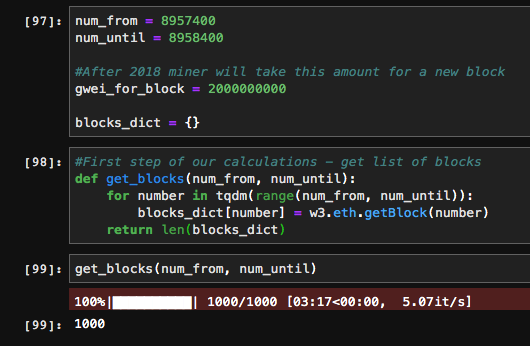 [97]: num_from = 8957400
num_until = 8958400
#After 2018 miner will take this amount for a new block
gwei_for_block = 2000000000
blocks_dict = {}
[98]: #First step of our calculations – get list of blocks
def get_blocks(num_from, num_until):
for number in tqdm(range(num_from, num_until)):
blocks_dict[number] = w3.eth.getBlock(number)
return len(blocks_dict)
[99]: get_blocks(num_from, num_until)
100%|██████████| 1000/1000 [03:17<00:00, 5.07it/s]
[99]: 1000